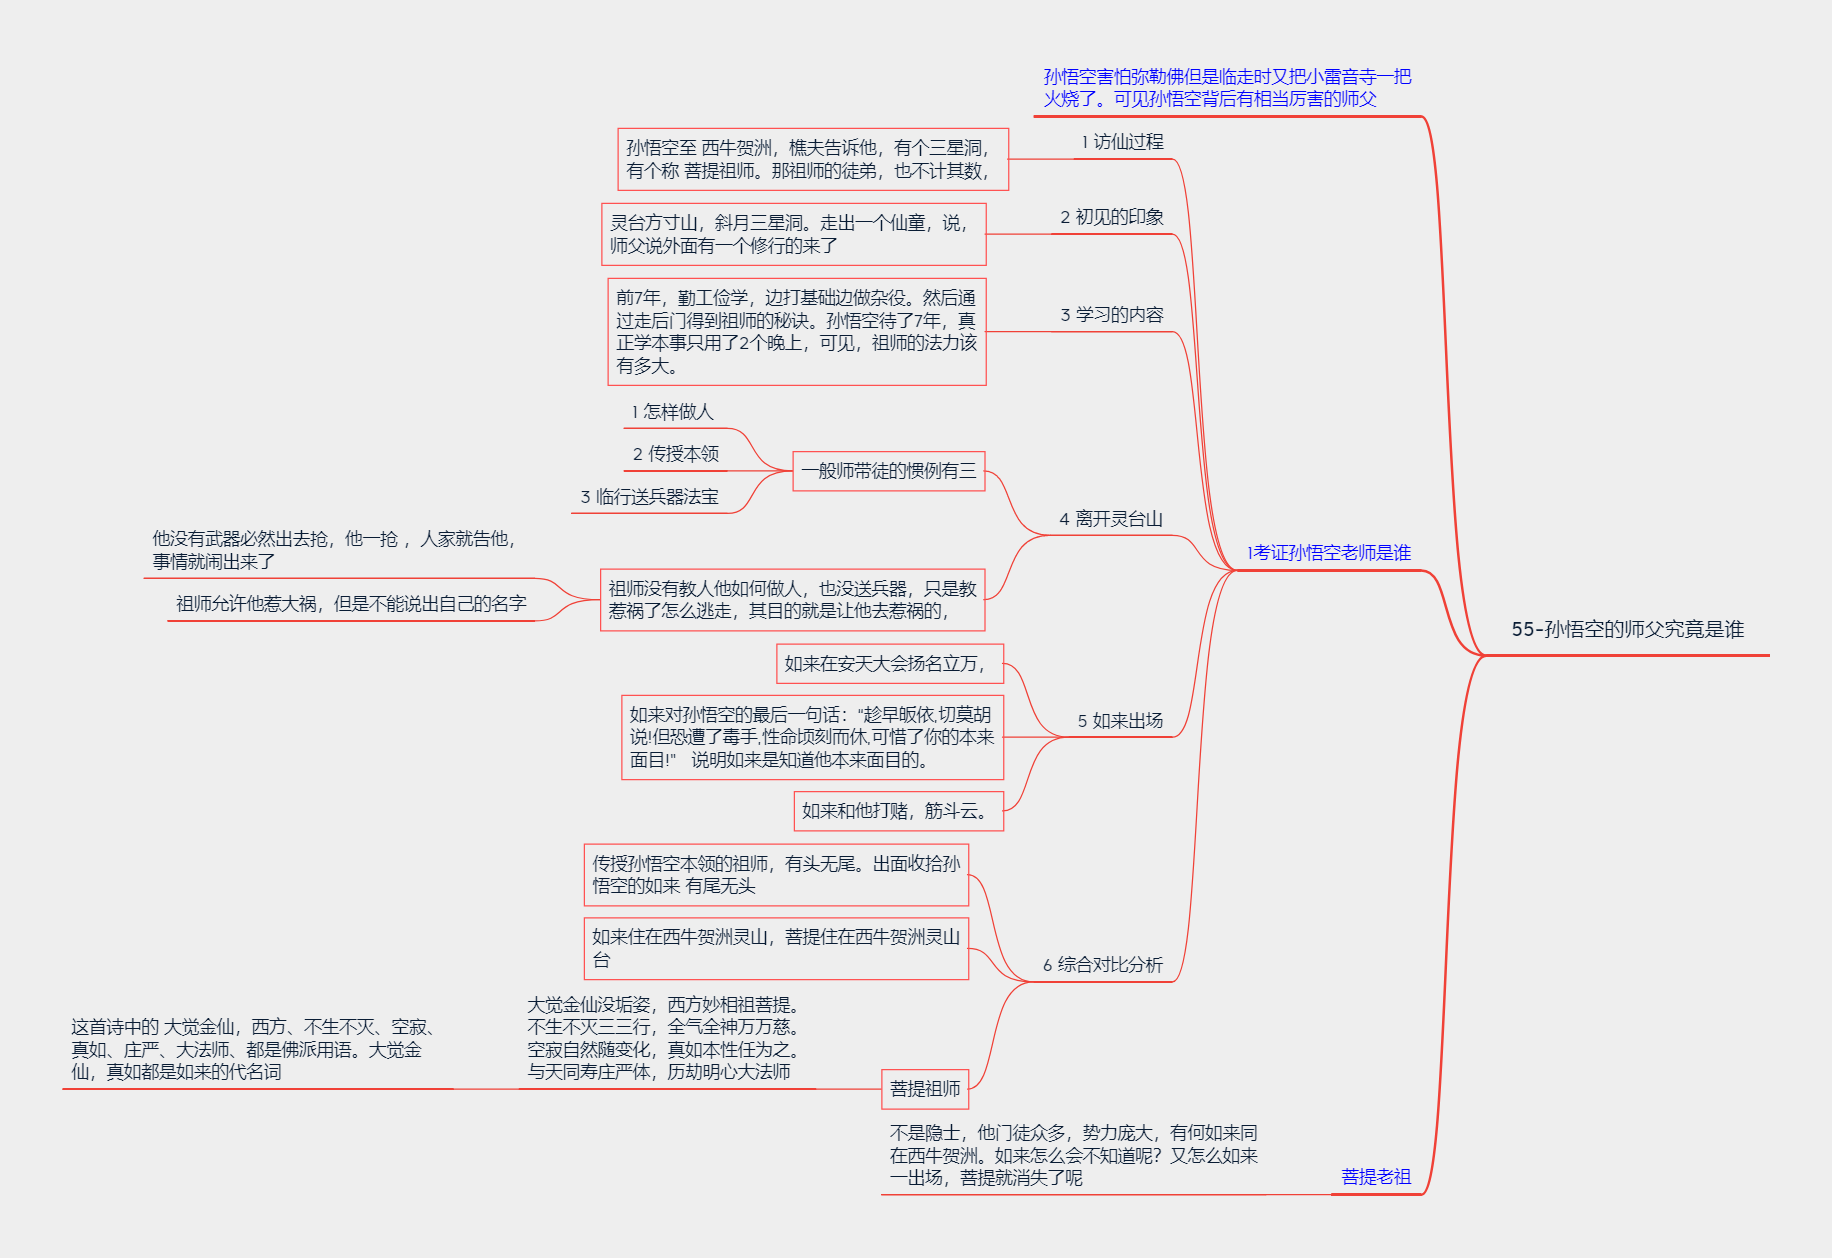 孙悟空害怕弥勒佛但是临走时又把小雷音寺一把
火烧了。可见孙悟空背后有相当厉害的师父
1 访仙过程
孙悟空至 西牛贺洲，樵夫告诉他，有个三星洞，
有个称 菩提祖师。那祖师的徒弟，也不计其数，
2 初见的印象
灵台方寸山，斜月三星洞。走出一个仙童，说，
师父说外面有一个修行的来了
3 学习的内容
前7年，勤工俭学，边打基础边做杂役。然后通
过走后门得到祖师的秘诀。孙悟空待了7年，真
正学本事只用了2个晚上，可见，祖师的法力该
有多大。
1 怎样做人
2 传授本领
3 临行送兵器法宝
一般师带徒的惯例有三
4 离开灵台山
他没有武器必然出去抢，他一抢 ，人家就告他，
事情就闹出来了
祖师允许他惹大祸，但是不能说出自己的名字
祖师没有教人他如何做人，也没送兵器，只是教
惹祸了怎么逃走，其目的就是让他去惹祸的，
1考证孙悟空老师是谁
55-孙悟空的师父究竟是谁
如来在安天大会扬名立万，
如来对孙悟空的最后一句话："趁早皈依,切莫胡
说!但恐遭了毒手,性命顷刻而休,可惜了你的本来
面目!" 说明如来是知道他本来面目的。
5 如来出场
如来和他打赌，筋斗云。
传授孙悟空本领的祖师，有头无尾。出面收拾孙
悟空的如来 有尾无头
如来住在西牛贺洲灵山，菩提住在西牛贺洲灵山
台
6 综合对比分析
大觉金仙没垢姿，西方妙相祖菩提。
不生不灭三三行，全气全神万万慈。
空寂自然随变化，真如本性任为之。
与天同寿庄严体，历劫明心大法师
这首诗中的 大觉金仙，西方、不生不灭、空寂、
真如、庄严、大法师、都是佛派用语。大觉金
仙，真如都是如来的代名词
菩提祖师
不是隐士，他门徒众多，势力庞大，有何如来同
在西牛贺洲。如来怎么会不知道呢？又怎么如来
一出场，菩提就消失了呢
菩提老祖